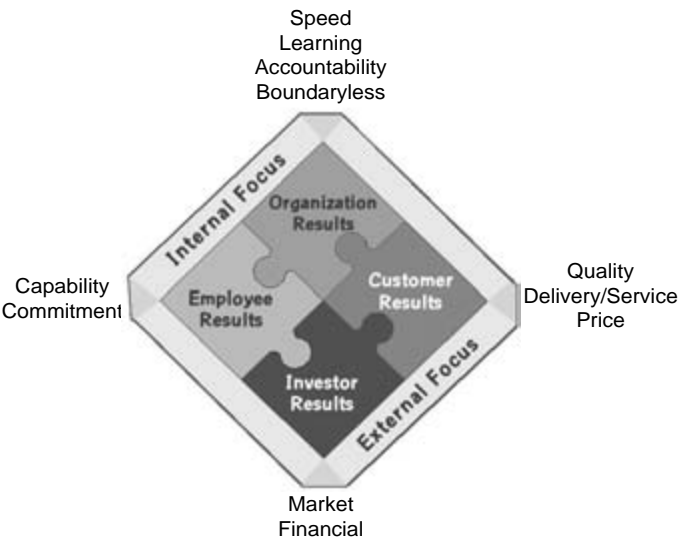 Speed
Learning
Accountability
Boundaryless
Internal Focus
Organization
Results
Capability
Commitment
Employee
Results
Customer
Results
Quality
Delivery/Service
Price
Investor
Results
External Focus
Market
Financial